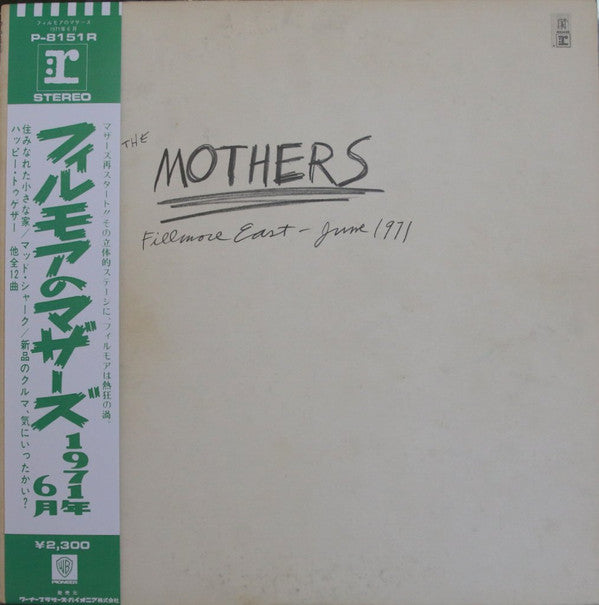 フィルモアのマザーズ
1971年6月
P-8151R
r
STEREO
フィルモアのマザーズ
1971年
6月
マザース再スタート!!その立体的ステージに、フィルモアは熱狂の渦。
住みなれた小さな家/マッド・シャーク/新品のクルマ、気にいったかい?
ハッピー・トゥゲザー 他全12曲
¥2,300
WB
PIONEER
発売元
ワーナーブラザーズ・パイオニア株式会社
THE
MOTHERS
Fillmore East – June 1971